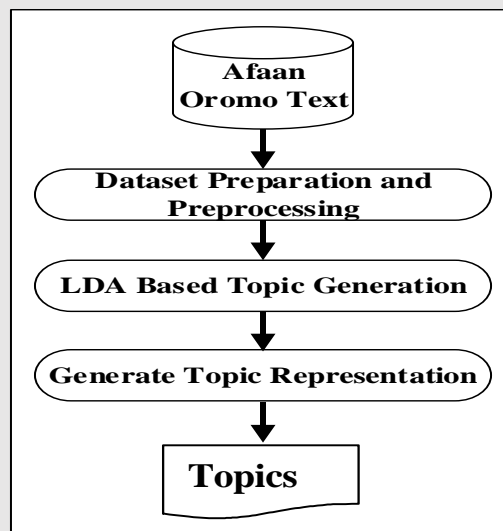 Afaan
Oromo Text
Dataset Preparation and
Preprocessing
LDA Based Topic Generation
Generate Topic Representation
Topics